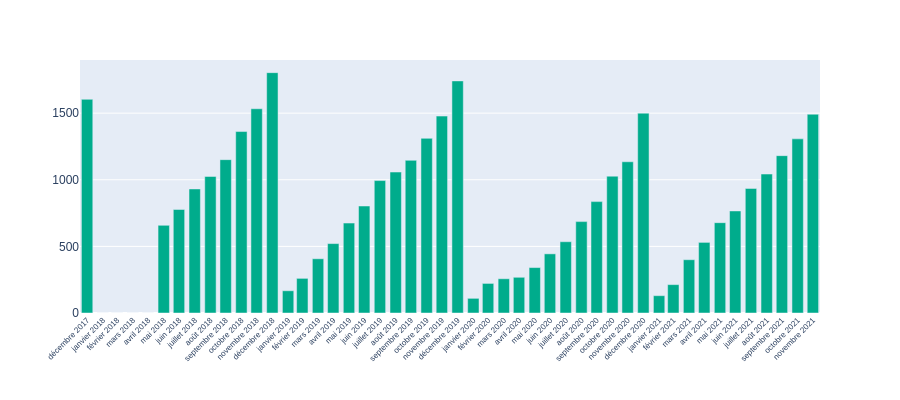 1500
1000
500
0
décembre 2017
janvier 2018
février 2018
mars 2018
avril 2018
mai 2018
juin 2018
juillet 2018
août 2018
septembre 2018
octobre 2018
novembre 2018
décembre 2018
janvier 2019
février 2019
mars 2019
avril 2019
mai 2019
juin 2019
juillet 2019
août 2019
septembre 2019
octobre 2019
novembre 2019
décembre 2019
janvier 2020
février 2020
mars 2020
avril 2020
mai 2020
juin 2020
juillet 2020
août 2020
septembre 2020
octobre 2020
novembre 2020
décembre 2020
janvier 2021
février 2021
mars 2021
avril 2021
mai 2021
juin 2021
juillet 2021
août 2021
septembre 2021
octobre 2021
novembre 2021